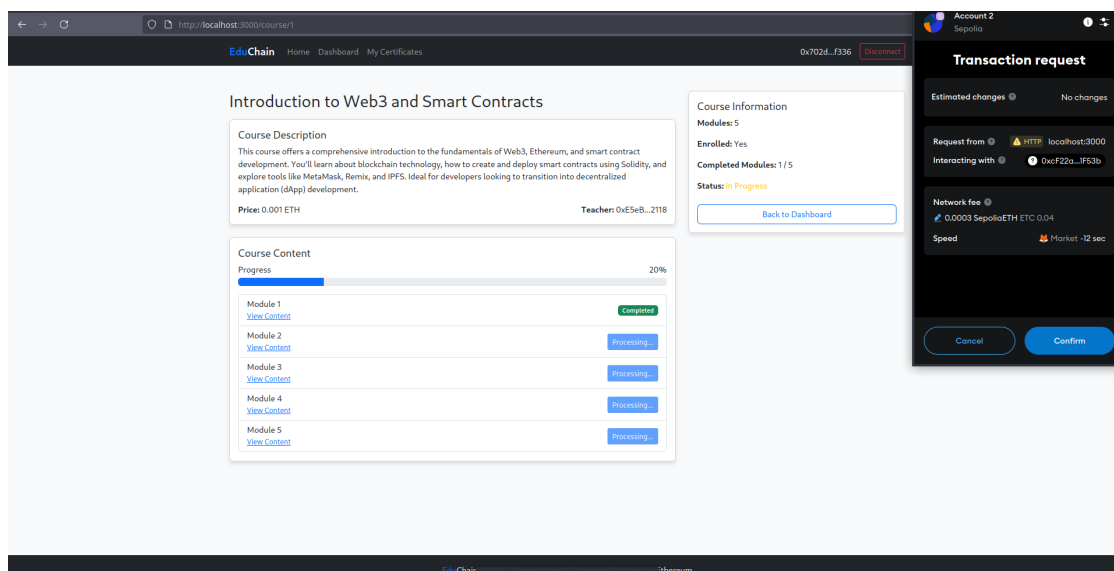 http://localhost:3000/course/1
EduChain Home Dashboard My Certificates 0x702d...f336 Disconnect
Introduction to Web3 and Smart Contracts
Course Description
This course offers a comprehensive introduction to the fundamentals of Web3, Ethereum, and smart contract
development. You'll learn about blockchain technology, how to create and deploy smart contracts using Solidity, and
explore tools like MetaMask, Remix, and IPFS. Ideal for developers looking to transition into decentralized
application (dApp) development.
Price: 0.001 ETH Teacher: 0xE5eB...2118
Course Content
Progress 20%
Module 1
View Content
Completed
Module 2
View Content
Processing...
Module 3
View Content
Processing...
Module 4
View Content
Processing...
Module 5
View Content
Processing...
Course Information
Modules: 5
Enrolled: Yes
Completed Modules: 1 / 5
Status: In Progress
Back to Dashboard
Account 2
Sepolia
Transaction request
Estimated changes No changes
Request from HTTP localhost:3000
Interacting with 0xcF22a...1F53b
Network fee
0.0003 SepoliaETH ETC 0.04
Speed Market ~12 sec
Cancel Confirm